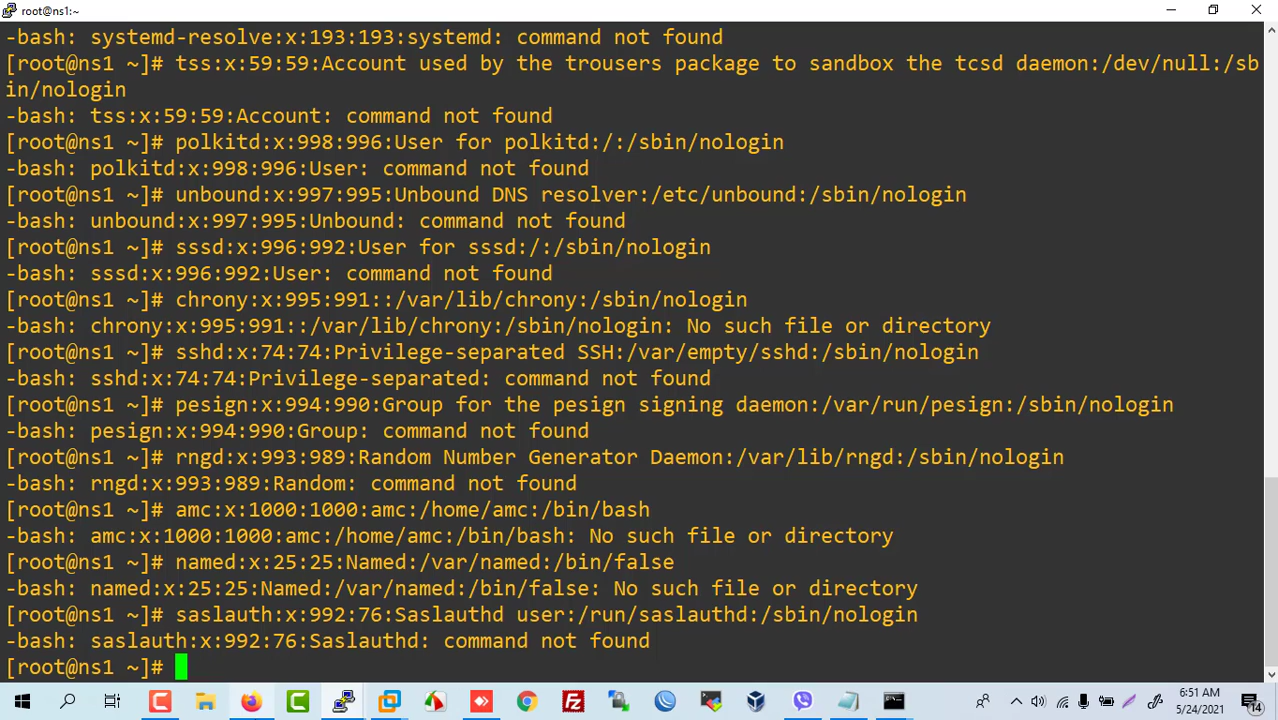 root@ns1:~
-bash: systemd-resolve:x:193:193:systemd: command not found
[root@ns1 ~]# tss:x:59:59:Account used by the trousers package to sandbox the tcsd daemon:/dev/null:/sb
in/nologin
-bash: tss:x:59:59:Account: command not found
[root@ns1 ~]# polkitd:x:998:996:User for polkitd:/:/sbin/nologin
-bash: polkitd:x:998:996:User: command not found
[root@ns1 ~]# unbound:x:997:995:Unbound DNS resolver:/etc/unbound:/sbin/nologin
-bash: unbound:x:997:995:Unbound: command not found
[root@ns1 ~]# sssd:x:996:992:User for sssd:/:/sbin/nologin
-bash: sssd:x:996:992:User: command not found
[root@ns1 ~]# chrony:x:995:991::/var/lib/chrony:/sbin/nologin
-bash: chrony:x:995:991::/var/lib/chrony:/sbin/nologin: No such file or directory
[root@ns1 ~]# sshd:x:74:74:Privilege-separated SSH:/var/empty/sshd:/sbin/nologin
-bash: sshd:x:74:74:Privilege-separated: command not found
[root@ns1 ~]# pesign:x:994:990:Group for the pesign signing daemon:/var/run/pesign:/sbin/nologin
-bash: pesign:x:994:990:Group: command not found
[root@ns1 ~]# rngd:x:993:989:Random Number Generator Daemon:/var/lib/rngd:/sbin/nologin
-bash: rngd:x:993:989:Random: command not found
[root@ns1 ~]# amc:x:1000:1000:amc:/home/amc:/bin/bash
-bash: amc:x:1000:1000:amc:/home/amc:/bin/bash: No such file or directory
[root@ns1 ~]# named:x:25:25:Named:/var/named:/bin/false
-bash: named:x:25:25:Named:/var/named:/bin/false: No such file or directory
[root@ns1 ~]# saslauth:x:992:76:Saslauthd user:/run/saslauthd:/sbin/nologin
-bash: saslauth:x:992:76:Saslauthd: command not found
[root@ns1 ~]#
6:51 AM
5/24/2021
14